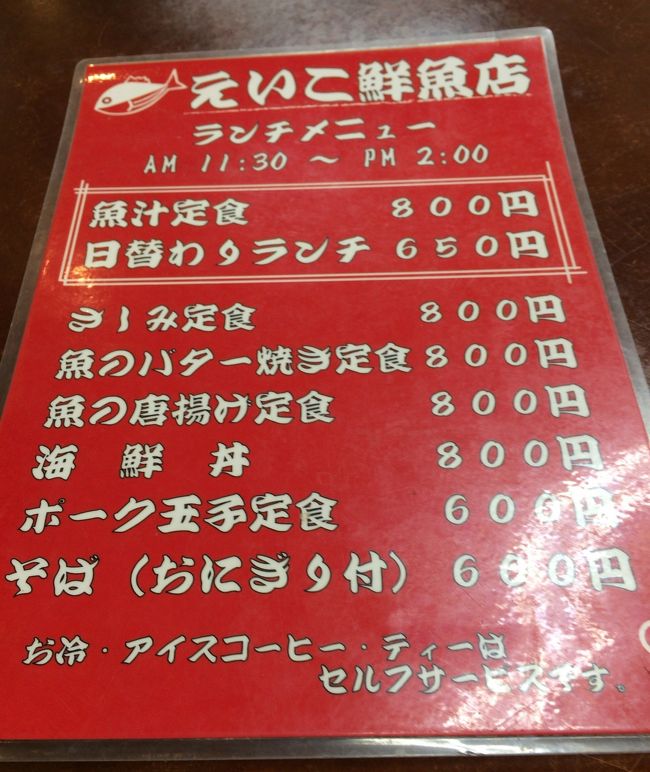 えいこ鮮魚店
ランチメニュー
AM 11:30 ～ PM 2:00
魚汁定食 800円
日替わりランチ 650円
さしみ定食 800円
魚のバター焼き定食 800円
魚の唐揚げ定食 800円
海鮮丼 800円
ポーク玉子定食 600円
そば（おにぎり付） 600円
お冷・アイスコーヒー・ティーは
セルフサービスです。